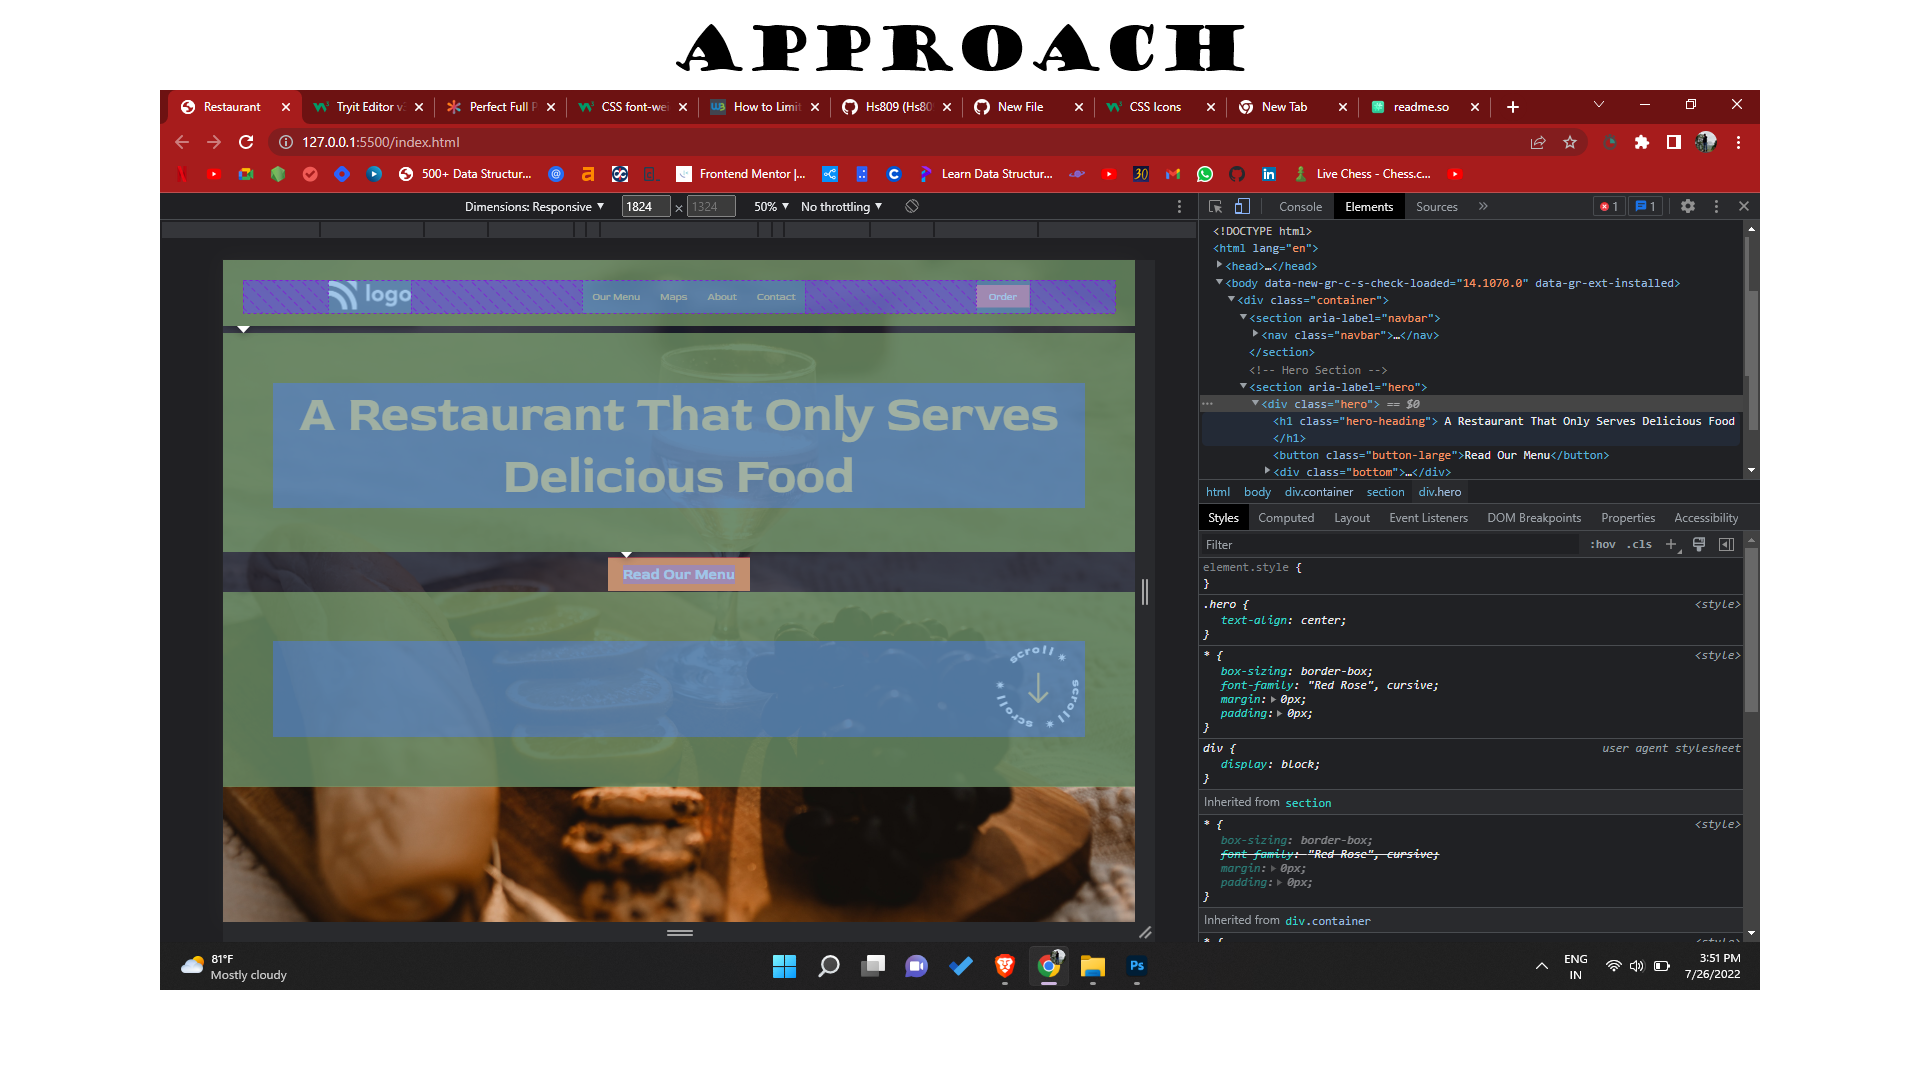 APPROACH
Restaurant
Tryit Editor v
Perfect Full P
CSS font-wei
How to Limit
Hs809 (Hs80
New File
CSS Icons
New Tab
readme.so
127.0.0.1:5500/index.html
500+ Data Structur...
Frontend Mentor |...
Learn Data Structur...
30
Live Chess - Chess.c...
Dimensions: Responsive
1824
×
1324
50%
No throttling
Console
Elements
Sources
»
1
1
logo
Our Menu
Maps
About
Contact
Order
A Restaurant That Only Serves
Delicious Food
Read Our Menu
scroll * scroll * scroll *
<!DOCTYPE html>
<html lang="en">
<head>…</head>
<body data-new-gr-c-s-check-loaded="14.1070.0" data-gr-ext-installed>
<div class="container">
<section aria-label="navbar">
<nav class="navbar">…</nav>
</section>
<!-- Hero Section -->
<section aria-label="hero">
<div class="hero"> == $0
<h1 class="hero-heading"> A Restaurant That Only Serves Delicious Food
</h1>
<button class="button-large">Read Our Menu</button>
<div class="bottom">…</div>
html body div.container section div.hero
Styles Computed Layout Event Listeners DOM Breakpoints Properties Accessibility
Filter
:hov .cls +
element.style {
}
.hero { <style>
text-align: center;
}
* { <style>
box-sizing: border-box;
font-family: "Red Rose", cursive;
margin: 0px;
padding: 0px;
}
div { user agent stylesheet
display: block;
}
Inherited from section
* { <style>
box-sizing: border-box;
font-family: "Red Rose", cursive;
margin: 0px;
padding: 0px;
}
Inherited from div.container
* { <style>
81°F
Mostly cloudy
Ps
ENG
IN
3:51 PM
7/26/2022